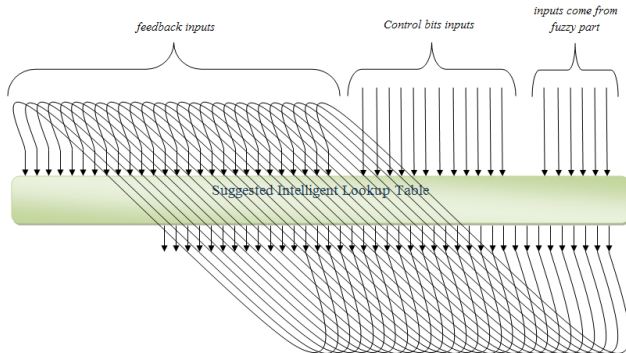 feedback inputs
Control bits inputs
inputs come from
fuzzy part
Suggested Intelligent Lookup Table